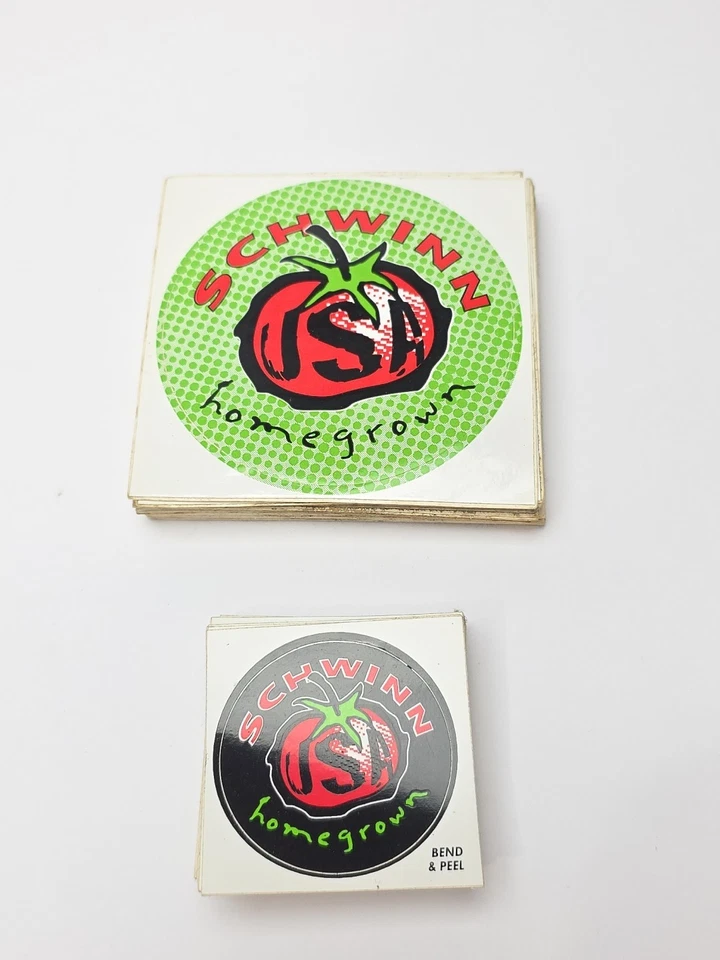 SCHWINN
USA
homegrown
SCHWINN
USA
homegrown
BEND
& PEEL